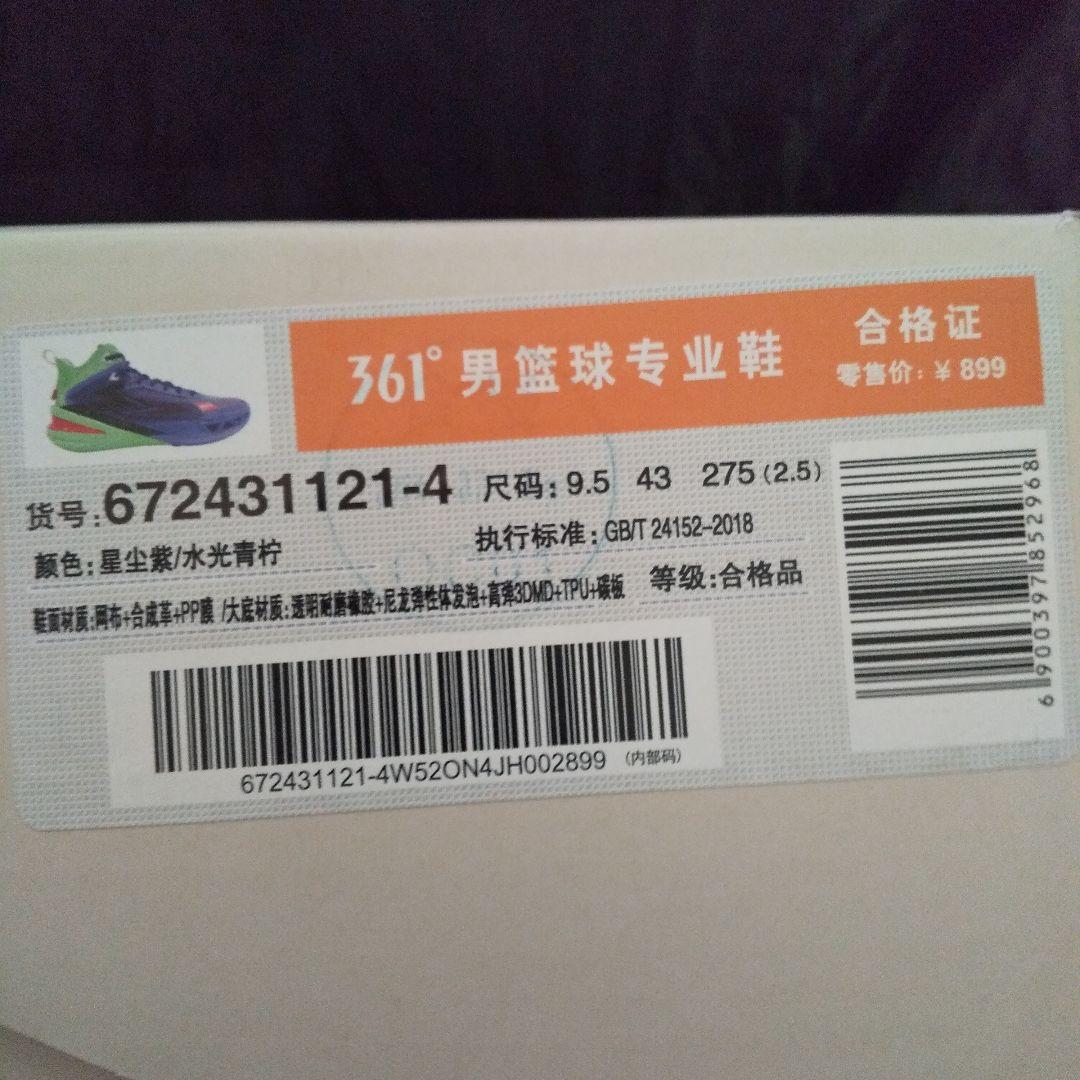 361°男篮球专业鞋
合格证
零售价:¥899
货号:672431121-4
尺码:9.5 43 275(2.5)
颜色:星尘紫/水光青柠
执行标准:GB/T 24152-2018
鞋面材质:网布+合成革+PP膜 /大底材质:透明耐磨橡胶+尼龙弹性体发泡+高弹3DMD+TPU+碳板
等级:合格品
672431121-4W52ON4JH002899 (内部码)
6900397852968